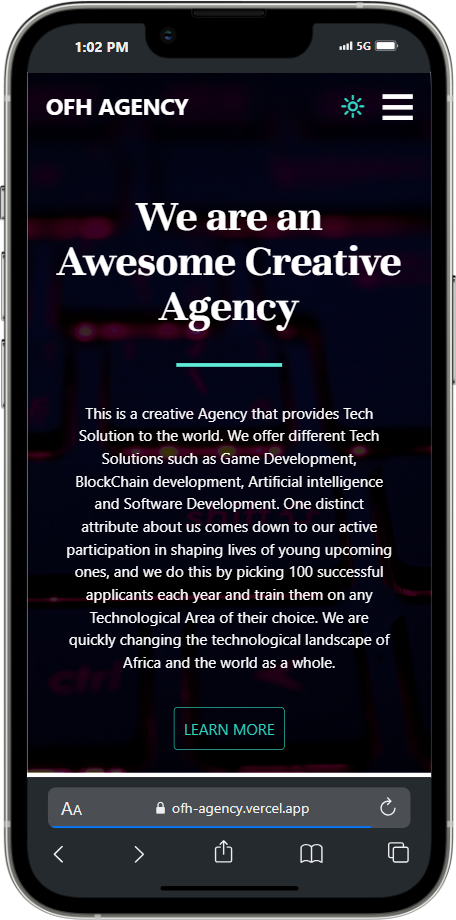 1:02 PM
5G
OFH AGENCY
We are an
Awesome Creative
Agency
This is a creative Agency that provides Tech
Solution to the world. We offer different Tech
Solutions such as Game Development,
BlockChain development, Artificial intelligence
and Software Development. One distinct
attribute about us comes down to our active
participation in shaping lives of young upcoming
ones, and we do this by picking 100 successful
applicants each year and train them on any
Technological Area of their choice. We are
quickly changing the technological landscape of
Africa and the world as a whole.
ctrl
LEARN MORE
AA
ofh-agency.vercel.app